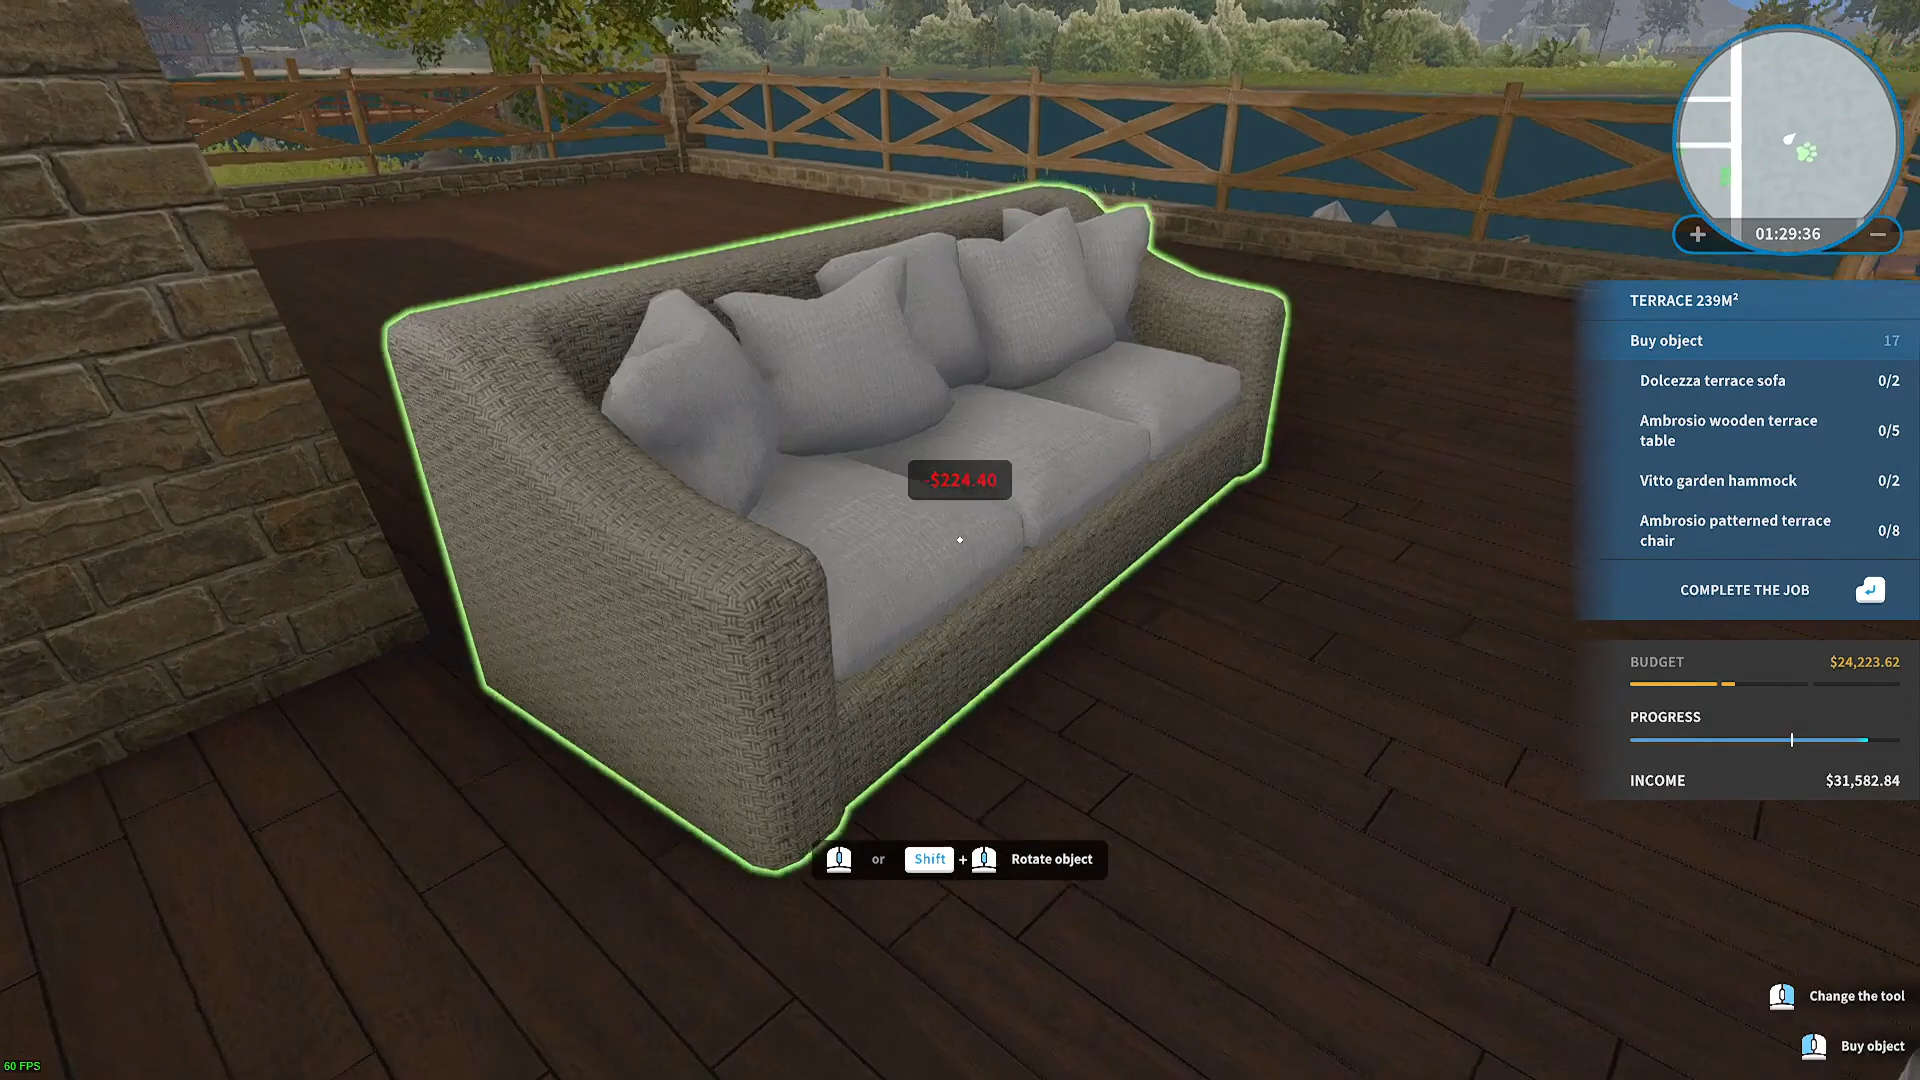 01:29:36
TERRACE 239M²
Buy object 17
Dolcezza terrace sofa 0/2
Ambrosio wooden terrace
table 0/5
Vitto garden hammock 0/2
Ambrosio patterned terrace
chair 0/8
COMPLETE THE JOB
-$224.40
BUDGET $24,223.62
PROGRESS
INCOME $31,582.84
or Shift + Rotate object
Change the tool
Buy object
60 FPS